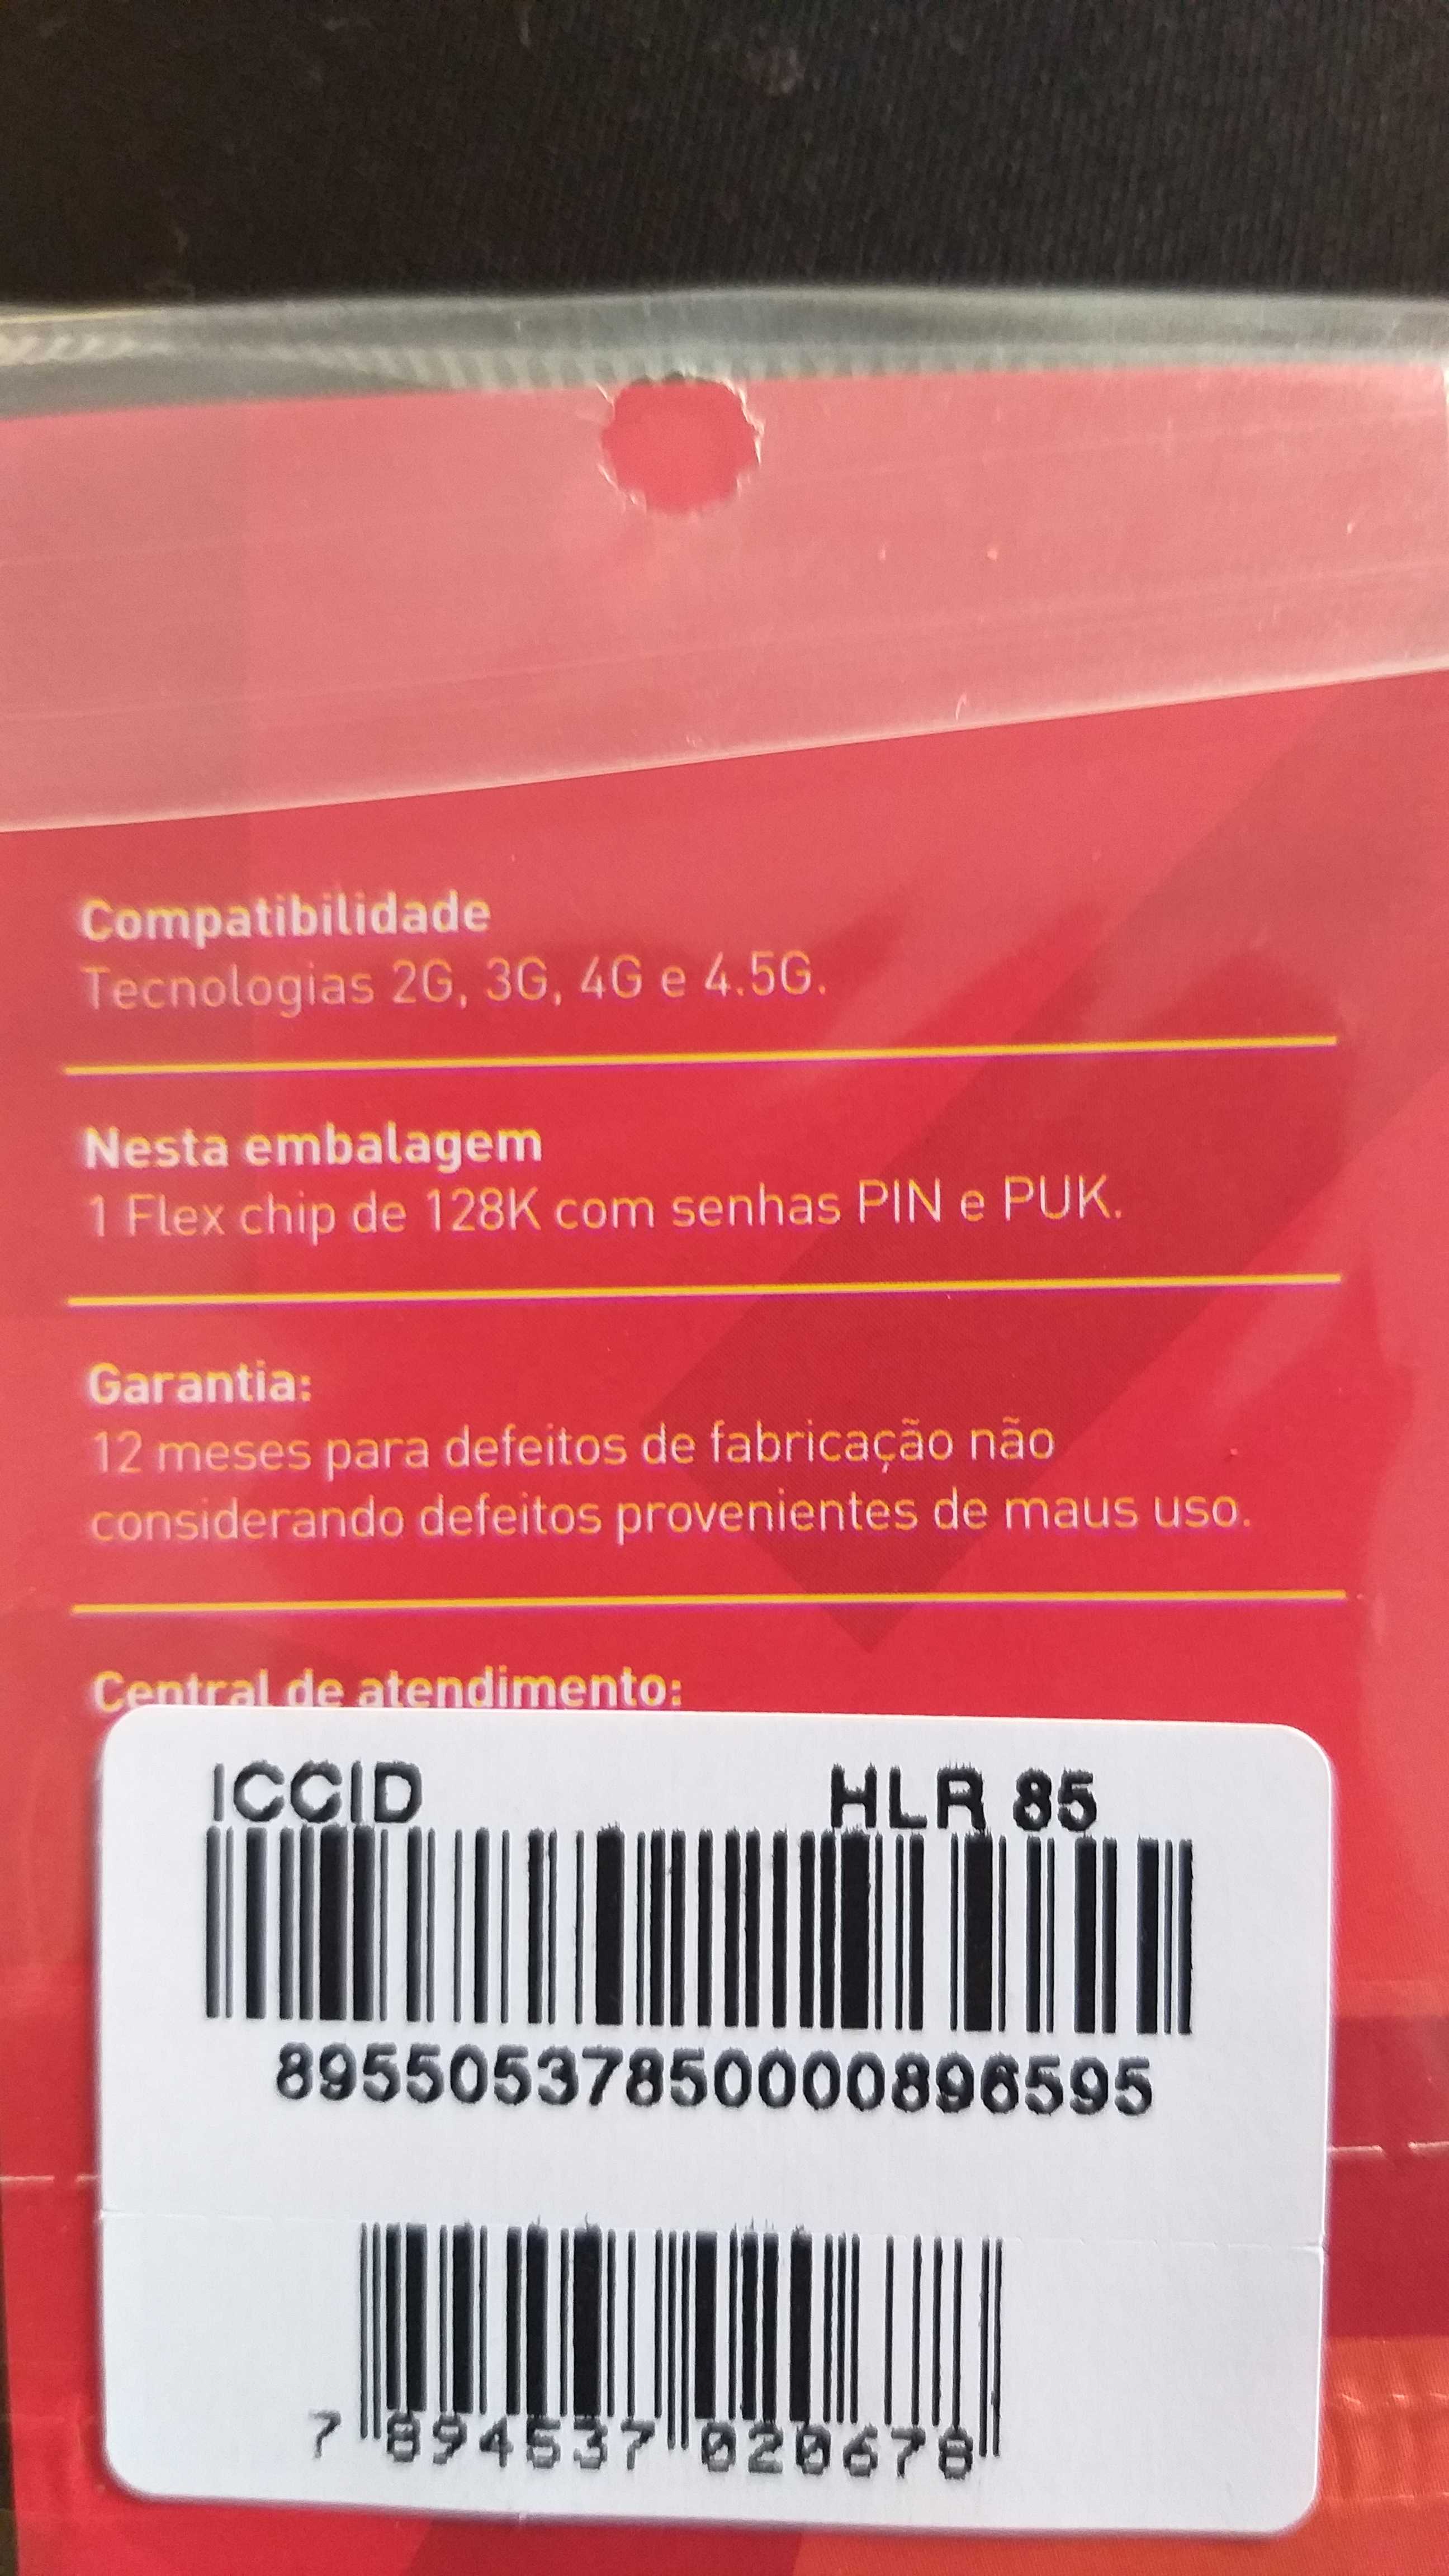 Compatibilidade
Tecnologias 2G, 3G, 4G e 4.5G.
Nesta embalagem
1 Flex chip de 128K com senhas PIN e PUK.
Garantia:
12 meses para defeitos de fabricação não
considerando defeitos provenientes de maus uso.
Central de atendimento:
ICCID HLR 85
89550537850000896595
7 894537 020678